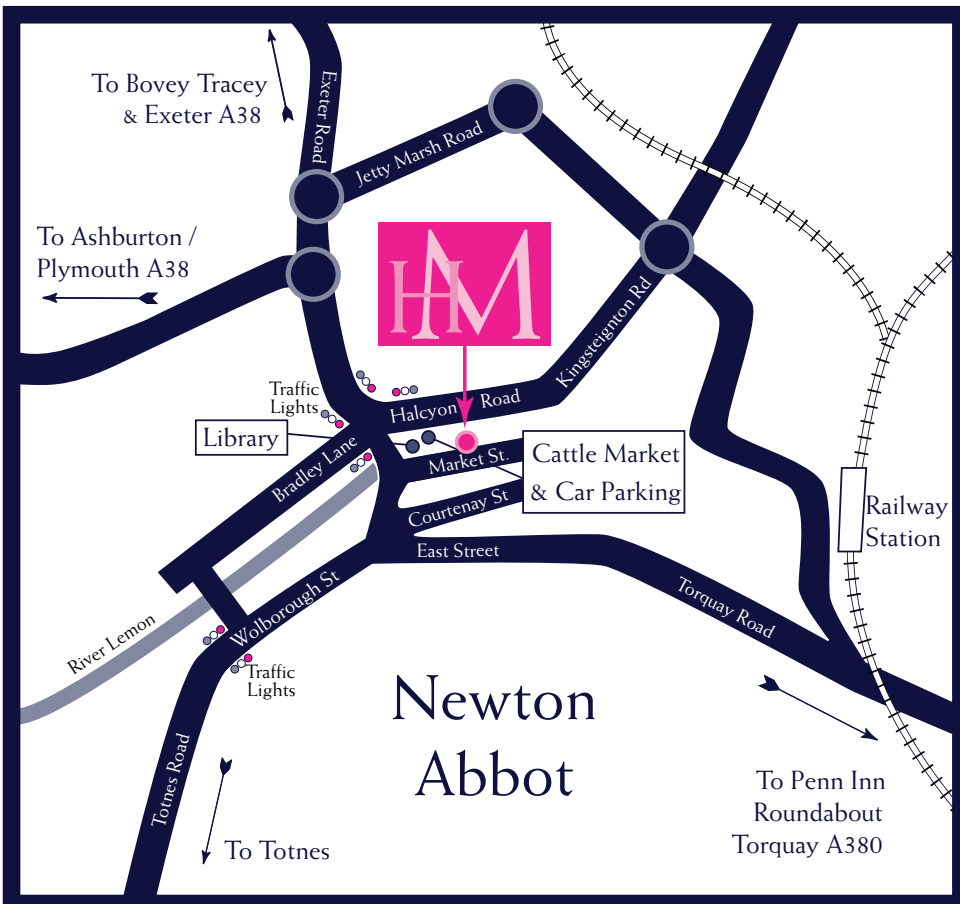 To Bovey Tracey
& Exeter A38
Exeter Road
Jetty Marsh Road
To Ashburton /
Plymouth A38
HM
Kingsteignton Rd
Traffic
Lights
Halcyon Road
Library
Bradley Lane
Market St.
Cattle Market
& Car Parking
Courtenay St
East Street
Railway
Station
Wolborough St
Torquay Road
River Lemon
Traffic
Lights
Newton
Abbot
Totnes Road
To Totnes
To Penn Inn
Roundabout
Torquay A380